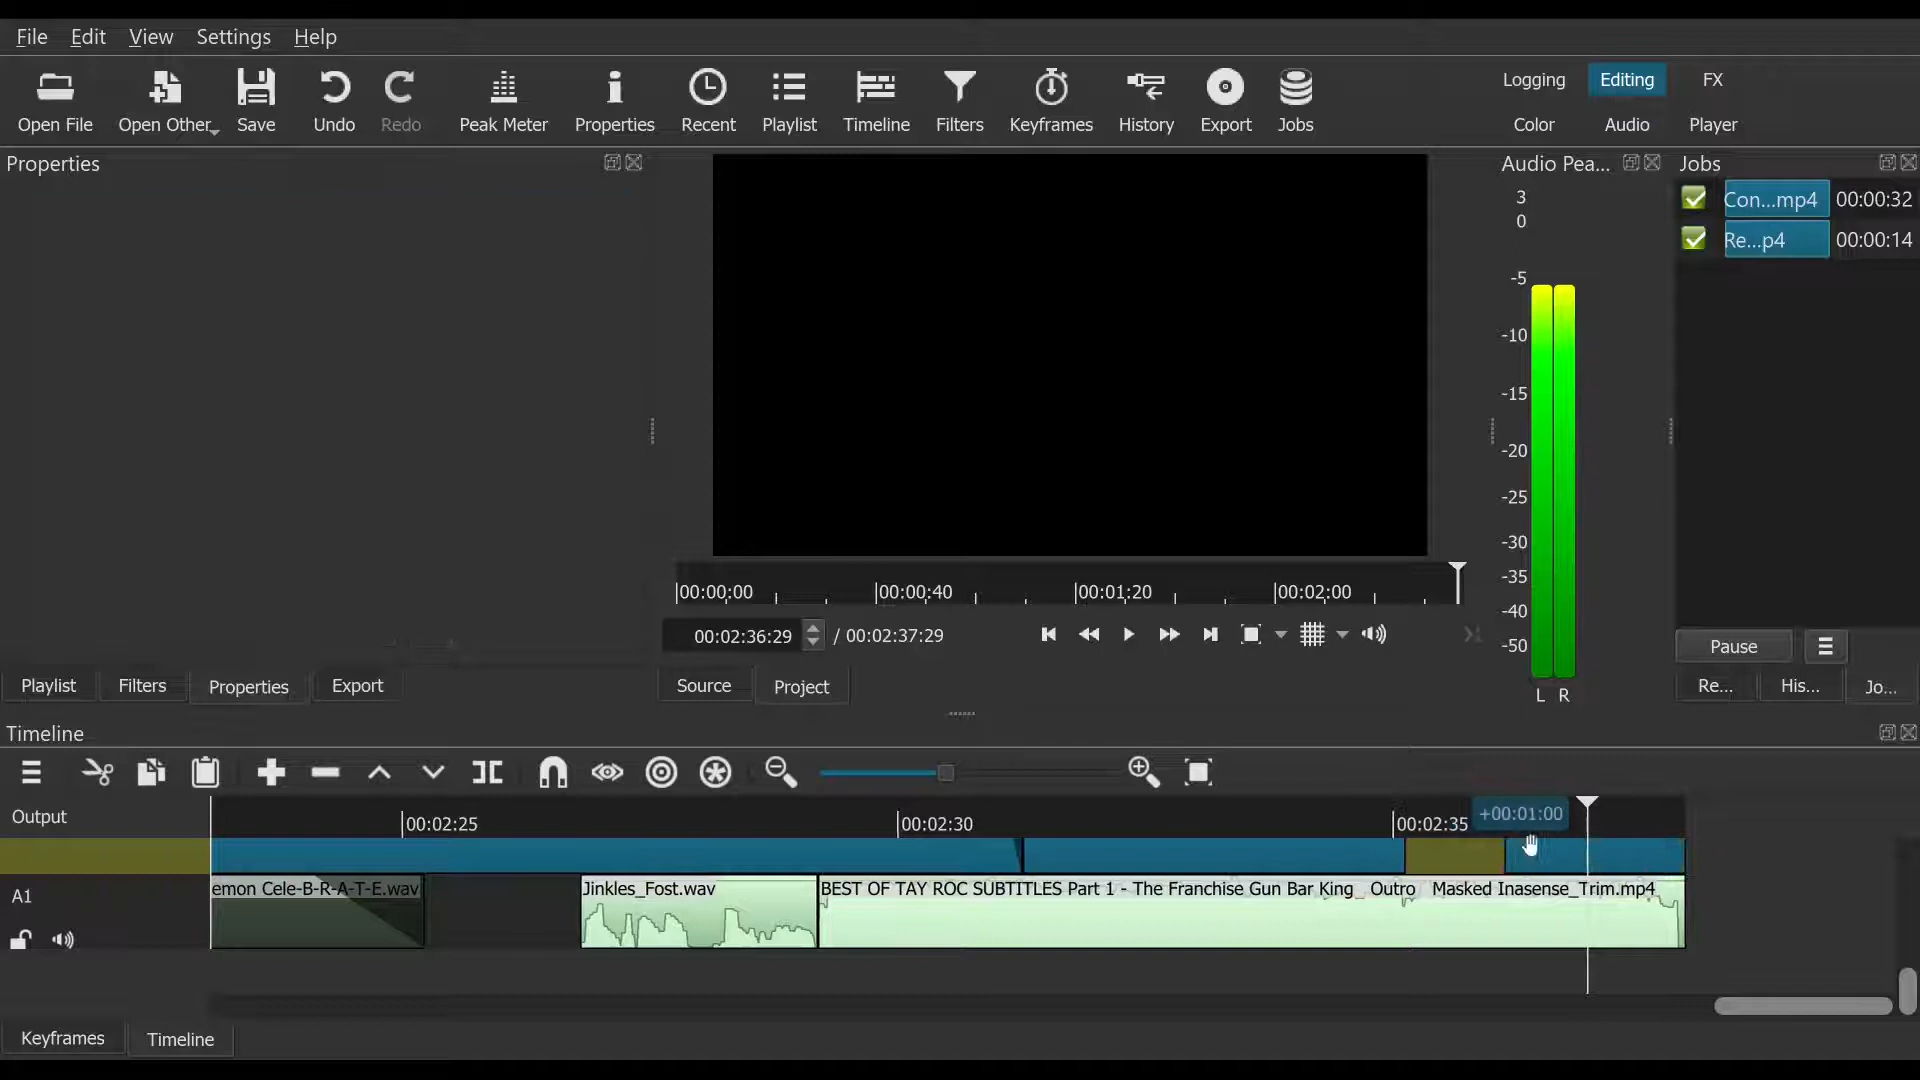 File Edit View Settings Help
Open File Open Other... Save Undo Redo Peak Meter Properties Recent Playlist Timeline Filters Keyframes History Export Jobs
Logging Editing FX
Color Audio Player
Properties
Audio Pea...
Jobs
3
0
-5
-10
-15
-20
-25
-30
-35
-40
-50
L R
Con...mp4 00:00:32
Re...p4 00:00:14
00:00:00 00:00:40 00:01:20 00:02:00
00:02:36:29 / 00:02:37:29
Pause
Playlist Filters Properties Export
Source Project
Re... His... Jo...
Timeline
Output
00:02:25 00:02:30 00:02:35 +00:01:00
A1
emon Cele-B-R-A-T-E.wav
Jinkles_Fost.wav
BEST OF TAY ROC SUBTITLES Part 1 - The Franchise Gun Bar King_ Outro Masked Inasense_Trim.mp4
Keyframes Timeline